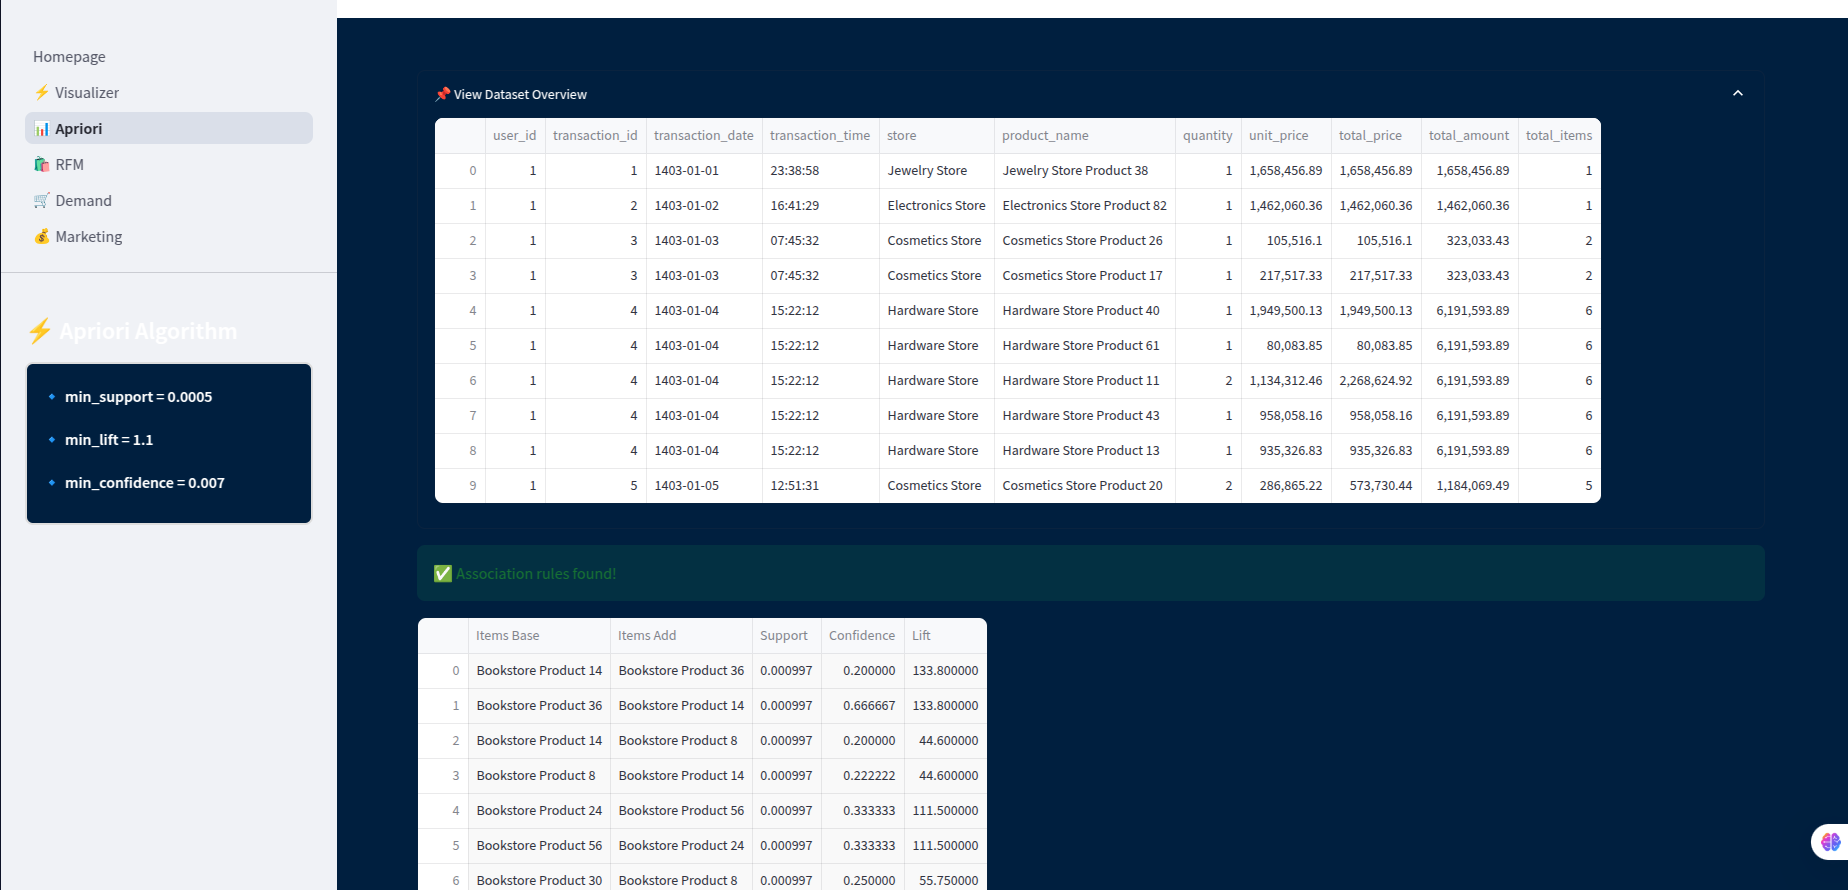 Homepage
⚡ Visualizer
📊 Apriori
🛍️ RFM
🛒 Demand
💰 Marketing
⚡ Apriori Algorithm
🔹 min_support = 0.0005
🔹 min_lift = 1.1
🔹 min_confidence = 0.007
📌 View Dataset Overview
user_id transaction_id transaction_date transaction_time store product_name quantity unit_price total_price total_amount total_items
0 1 1 1403-01-01 23:38:58 Jewelry Store Jewelry Store Product 38 1 1,658,456.89 1,658,456.89 1,658,456.89 1
1 1 2 1403-01-02 16:41:29 Electronics Store Electronics Store Product 82 1 1,462,060.36 1,462,060.36 1,462,060.36 1
2 1 3 1403-01-03 07:45:32 Cosmetics Store Cosmetics Store Product 26 1 105,516.1 105,516.1 323,033.43 2
3 1 3 1403-01-03 07:45:32 Cosmetics Store Cosmetics Store Product 17 1 217,517.33 217,517.33 323,033.43 2
4 1 4 1403-01-04 15:22:12 Hardware Store Hardware Store Product 40 1 1,949,500.13 1,949,500.13 6,191,593.89 6
5 1 4 1403-01-04 15:22:12 Hardware Store Hardware Store Product 61 1 80,083.85 80,083.85 6,191,593.89 6
6 1 4 1403-01-04 15:22:12 Hardware Store Hardware Store Product 11 2 1,134,312.46 2,268,624.92 6,191,593.89 6
7 1 4 1403-01-04 15:22:12 Hardware Store Hardware Store Product 43 1 958,058.16 958,058.16 6,191,593.89 6
8 1 4 1403-01-04 15:22:12 Hardware Store Hardware Store Product 13 1 935,326.83 935,326.83 6,191,593.89 6
9 1 5 1403-01-05 12:51:31 Cosmetics Store Cosmetics Store Product 20 2 286,865.22 573,730.44 1,184,069.49 5
✅ Association rules found!
Items Base Items Add Support Confidence Lift
0 Bookstore Product 14 Bookstore Product 36 0.000997 0.200000 133.800000
1 Bookstore Product 36 Bookstore Product 14 0.000997 0.666667 133.800000
2 Bookstore Product 14 Bookstore Product 8 0.000997 0.200000 44.600000
3 Bookstore Product 8 Bookstore Product 14 0.000997 0.222222 44.600000
4 Bookstore Product 24 Bookstore Product 56 0.000997 0.333333 111.500000
5 Bookstore Product 56 Bookstore Product 24 0.000997 0.333333 111.500000
6 Bookstore Product 30 Bookstore Product 8 0.000997 0.250000 55.750000